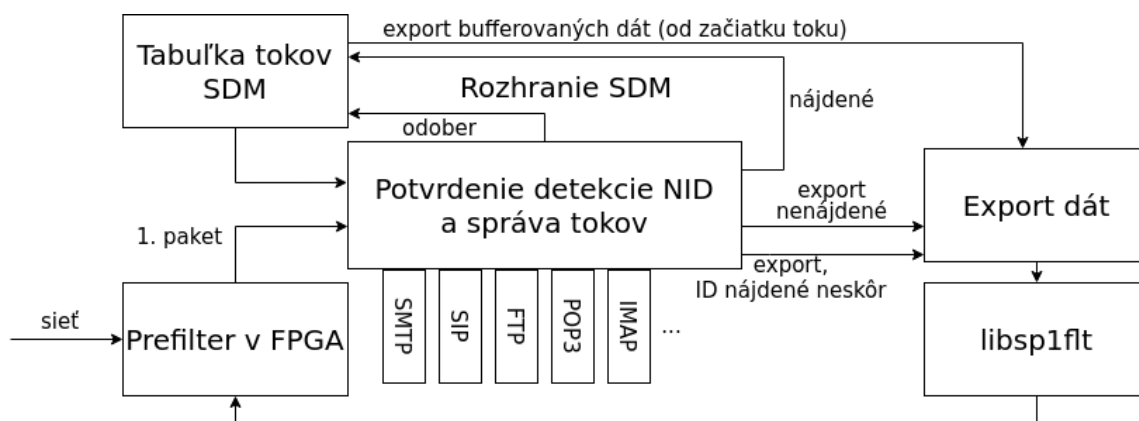 export bufferovaných dát (od začiatku toku)
Tabuľka tokov
SDM
Rozhranie SDM
nájdené
odober
Potvrdenie detekcie NID
a správa tokov
export
nenájdené
Export dát
1. paket
export,
ID nájdené neskôr
sieť
Prefilter v FPGA
SMTP
SIP
FTP
POP3
IMAP
...
libsp1flt